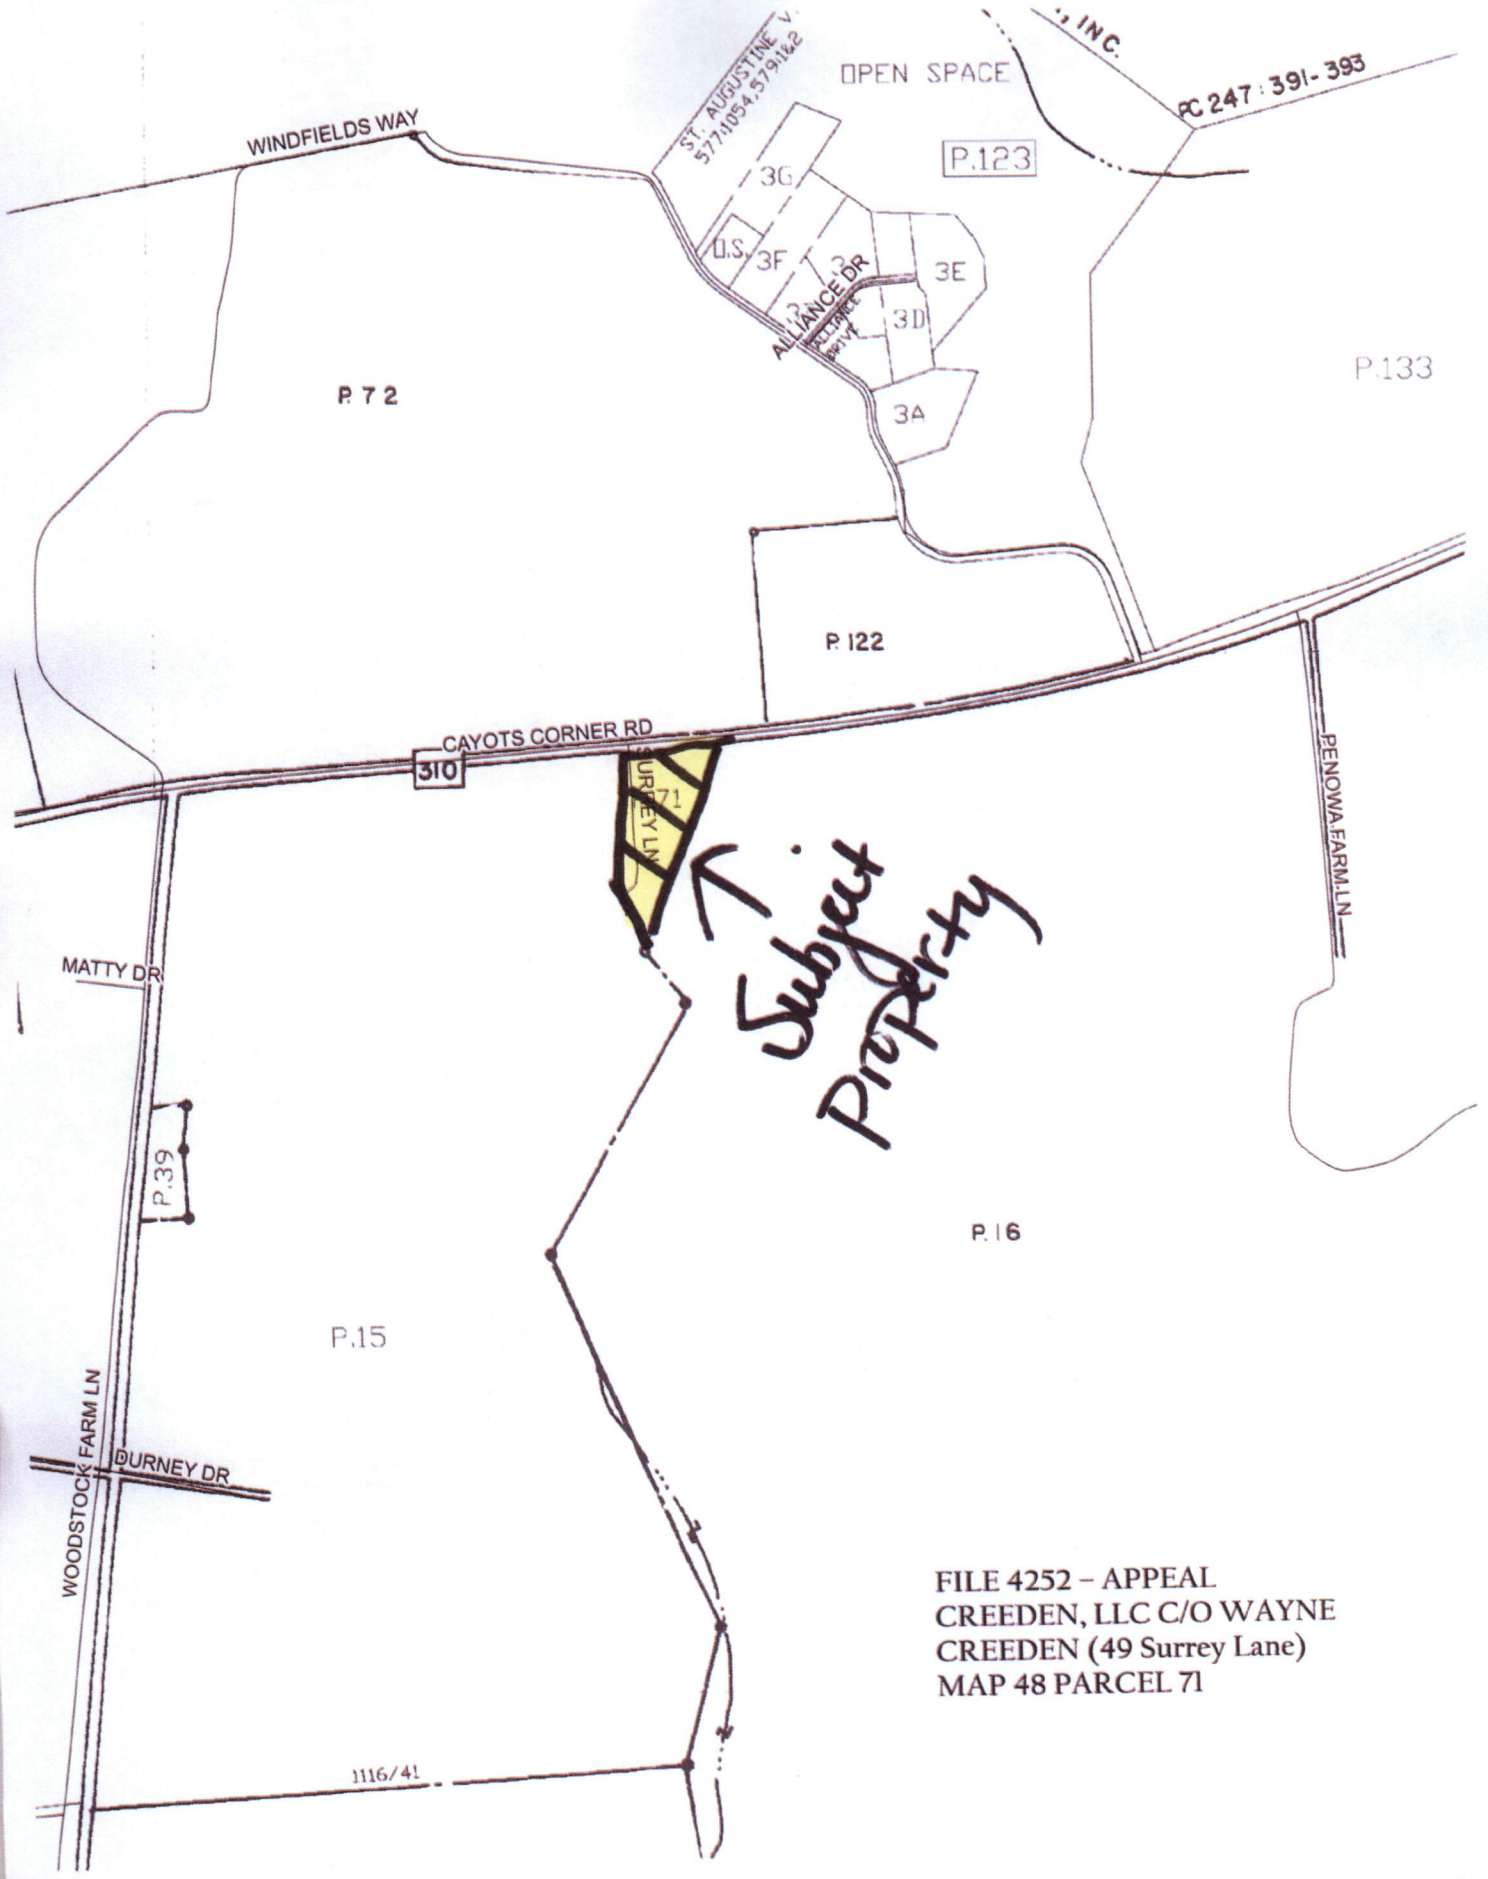 , INC.
ST. AUGUSTINE V.
577:1054,579:1&2
OPEN SPACE
PC 247 : 391-393
WINDFIELDS WAY
P.123
3G
O.S.
3F
3E
ALLIANCE DR
ALLIANCE
DRIVE
3D
P.133
P. 72
3A
P. 122
CAYOTS CORNER RD
310
SURREY LN
71
PENOWA FARM LN
Subject
Property
MATTY DR
P.39
P.16
P.15
WOODSTOCK FARM LN
DURNEY DR
FILE 4252 – APPEAL
CREEDEN, LLC C/O WAYNE
CREEDEN (49 Surrey Lane)
MAP 48 PARCEL 71
1116/41